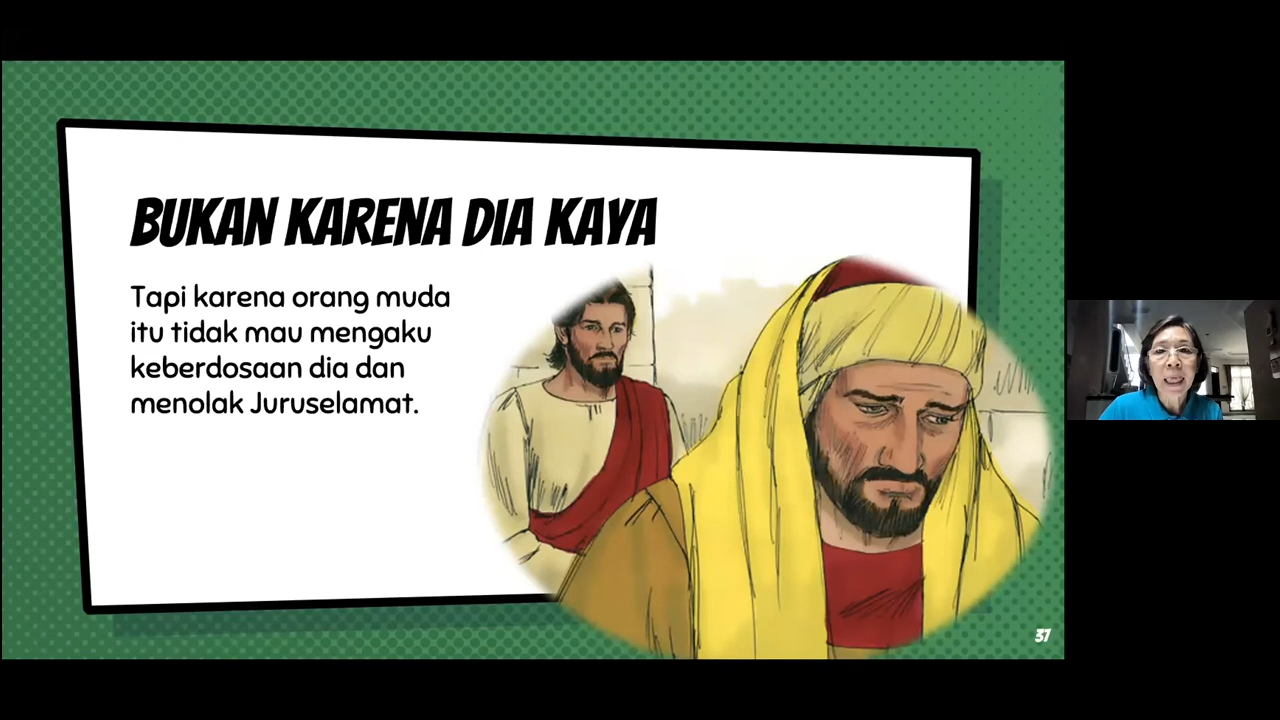 BUKAN KARENA DIA KAYA
Tapi karena orang muda
itu tidak mau mengaku
keberdosaan dia dan
menolak Juruselamat.
37